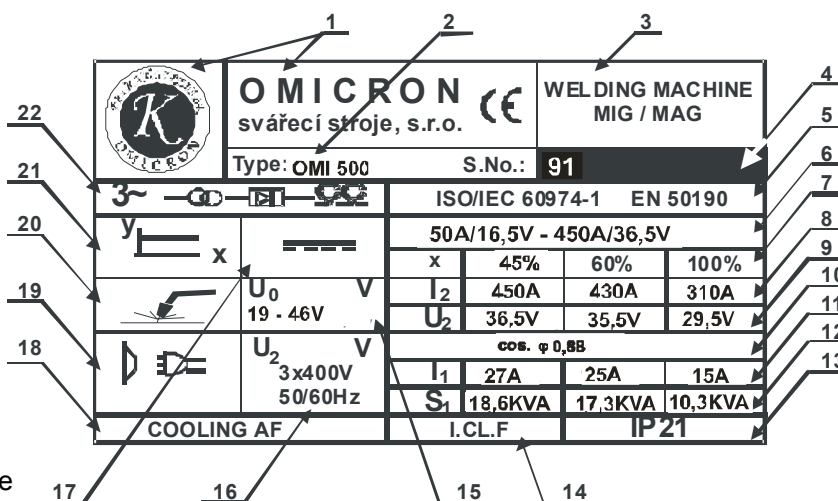 1
2
3
4
5
6
7
8
9
10
11
12
13
22
21
20
19
18
K
OMICRON
OMICRON
svářecí stroje, s.r.o.
CE
WELDING MACHINE
MIG / MAG
Type: OMI 500 S.No.: 91
3~
ISO/IEC 60974-1 EN 50190
y
x
50A/16,5V - 450A/36,5V
x 45% 60% 100%
U0 V
19 - 46V
I2 450A 430A 310A
U2 36,5V 35,5V 29,5V
cos. φ 0,88
U2 V
3x400V
50/60Hz
I1 27A 25A 15A
S1 18,6KVA 17,3KVA 10,3KVA
COOLING AF I.CL.F IP 21
e
17 16 15 14